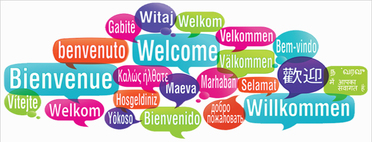 Witaj
Welkom
Gabitê
Velkommen
benvenuto
Welcome
Bem-vindo
Välkommen
Bienvenue
Καλώς ήλθατε
Marhaban
Selamat
歡迎
में आपका
स्वागत है
Maeva
Hosgeldiniz
Vitejte
Welkom
Yōkoso
Bienvenido
добро
пожаловать
Willkommen